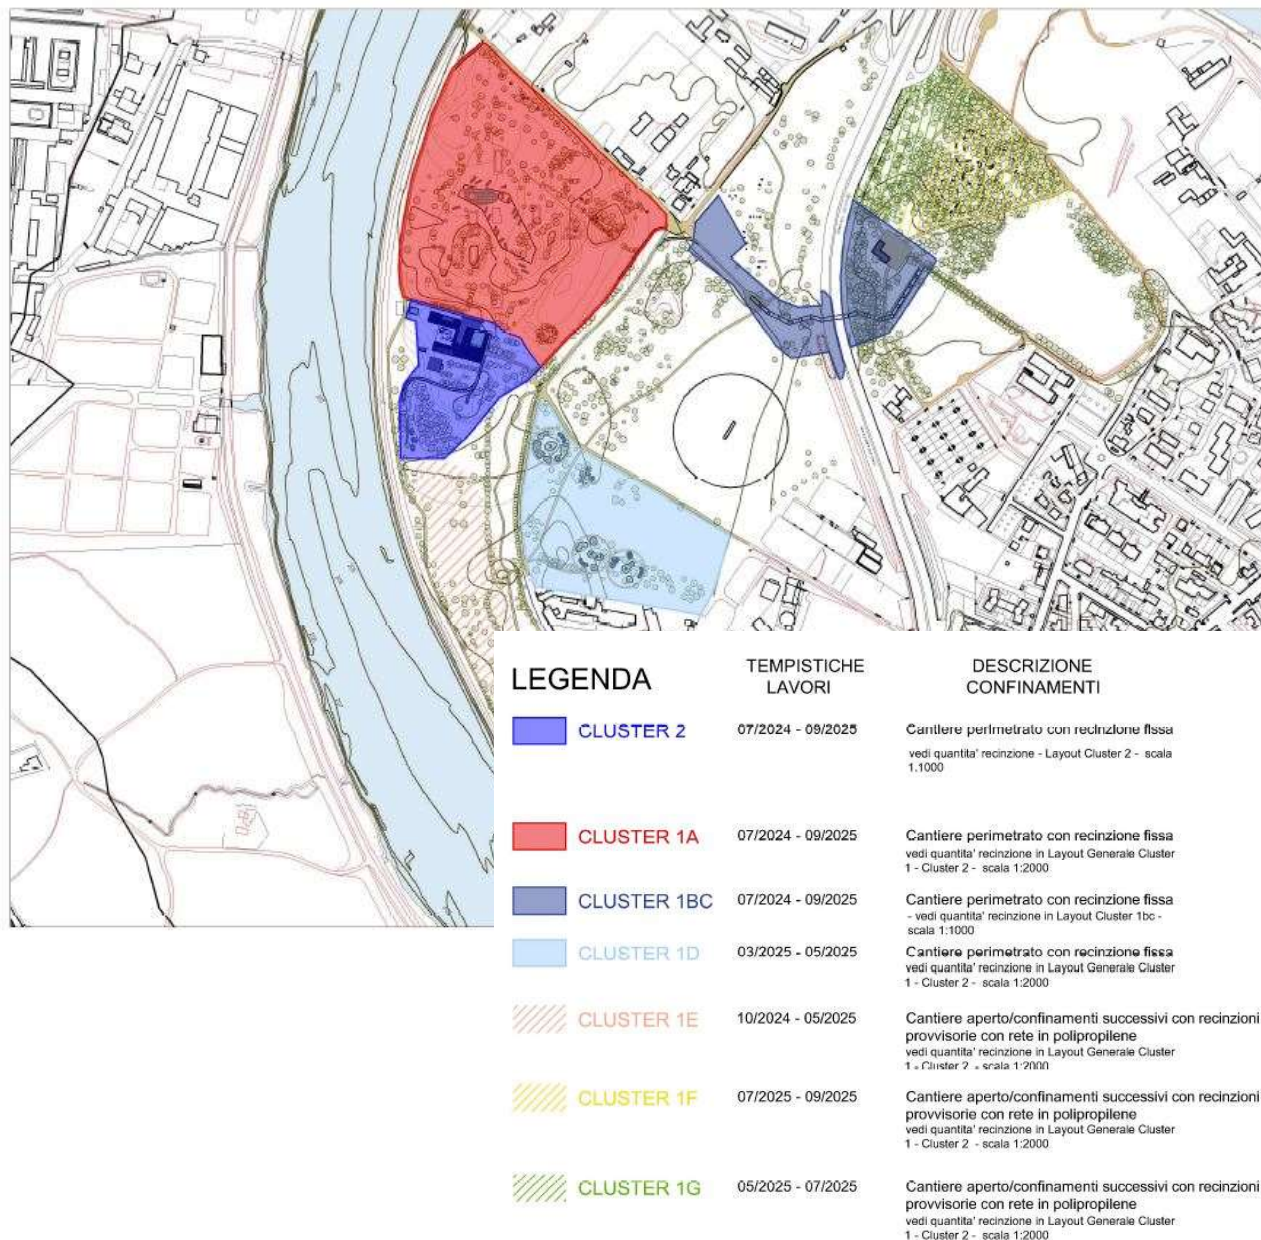 LEGENDA
TEMPISTICHE
LAVORI
DESCRIZIONE
CONFINAMENTI
CLUSTER 2
07/2024 - 09/2025
Cantiere perimetrato con recinzione fissa
vedi quantita' recinzione - Layout Cluster 2 - scala
1.1000
CLUSTER 1A
07/2024 - 09/2025
Cantiere perimetrato con recinzione fissa
vedi quantita' recinzione in Layout Generale Cluster
1 - Cluster 2 - scala 1:2000
CLUSTER 1BC
07/2024 - 09/2025
Cantiere perimetrato con recinzione fissa
- vedi quantita' recinzione in Layout Cluster 1bc -
scala 1:1000
CLUSTER 1D
03/2025 - 05/2025
Cantiere perimetrato con recinzione fissa
vedi quantita' recinzione in Layout Generale Cluster
1 - Cluster 2 - scala 1:2000
CLUSTER 1E
10/2024 - 05/2025
Cantiere aperto/confinamenti successivi con recinzioni
provvisorie con rete in polipropilene
vedi quantita' recinzione in Layout Generale Cluster
1 - Cluster 2 - scala 1:2000
CLUSTER 1F
07/2025 - 09/2025
Cantiere aperto/confinamenti successivi con recinzioni
provvisorie con rete in polipropilene
vedi quantita' recinzione in Layout Generale Cluster
1 - Cluster 2 - scala 1:2000
CLUSTER 1G
05/2025 - 07/2025
Cantiere aperto/confinamenti successivi con recinzioni
provvisorie con rete in polipropilene
vedi quantita' recinzione in Layout Generale Cluster
1 - Cluster 2 - scala 1:2000